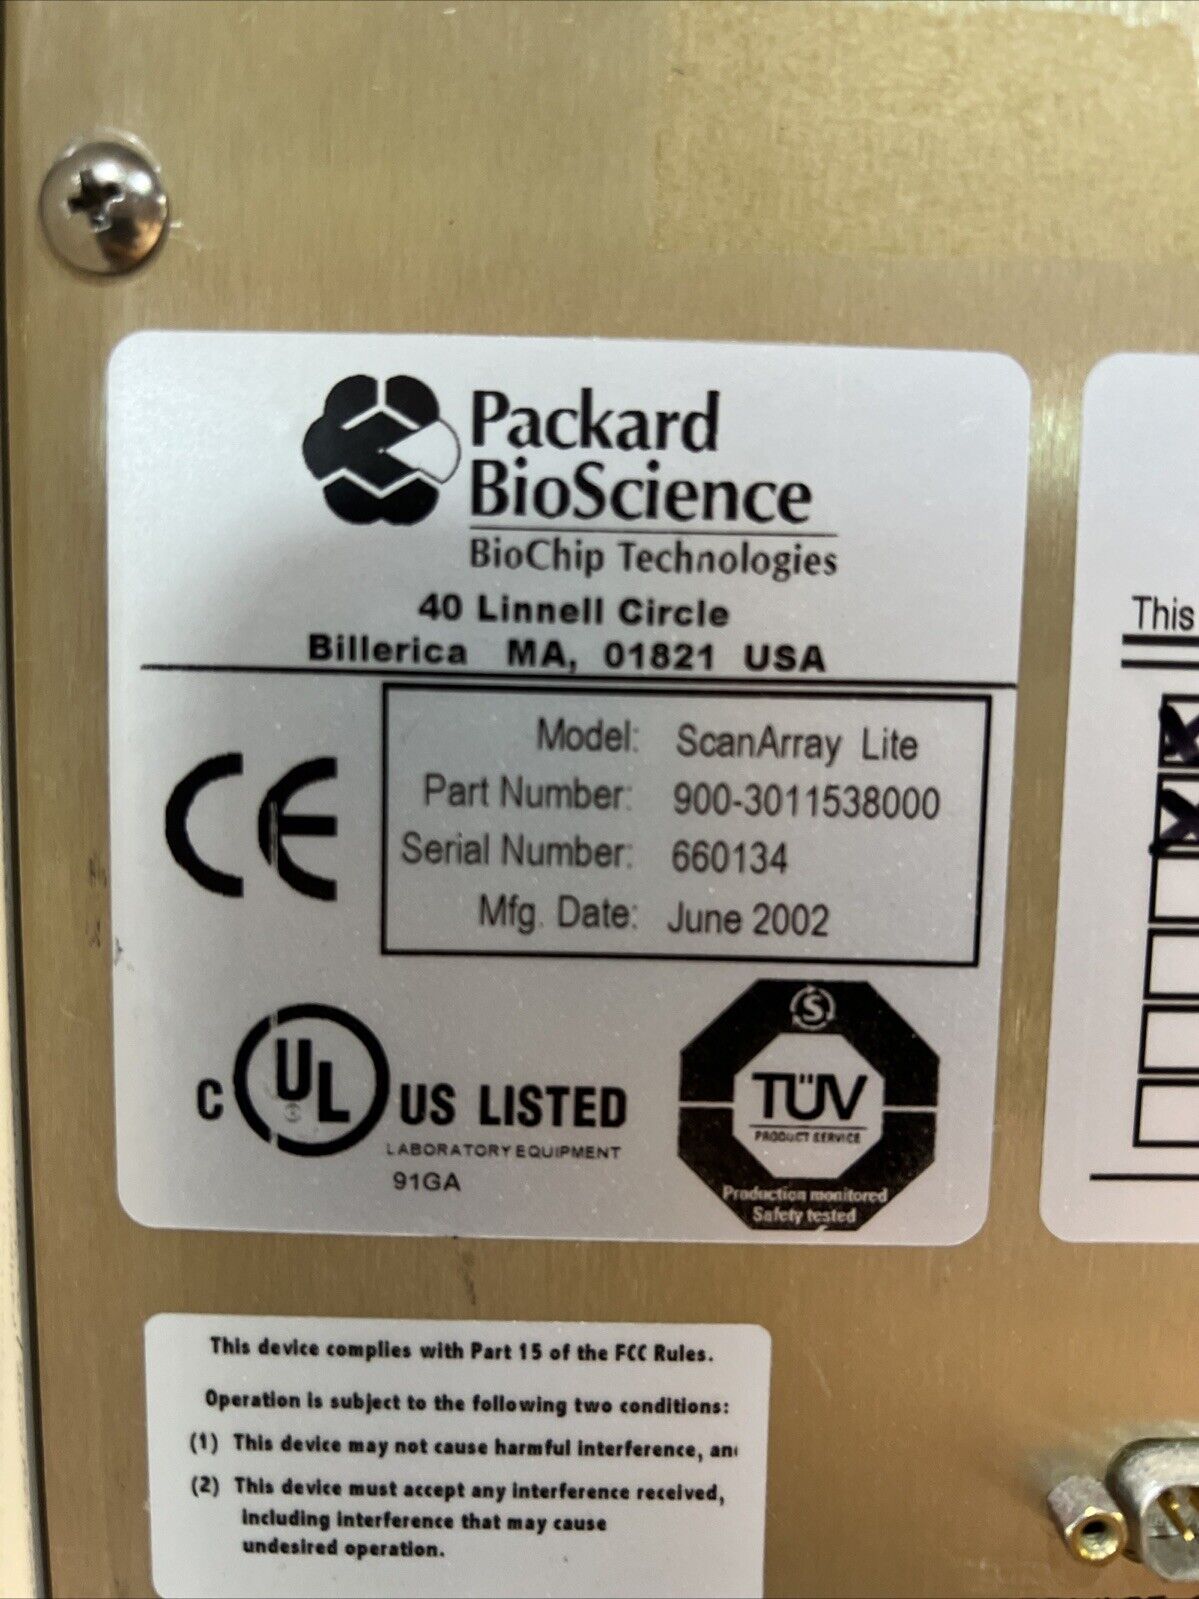 Packard
BioScience
BioChip Technologies
40 Linnell Circle
Billerica MA, 01821 USA
CE
Model: ScanArray Lite
Part Number: 900-3011538000
Serial Number: 660134
Mfg. Date: June 2002
C UL US LISTED
LABORATORY EQUIPMENT
91GA
S
TÜV
PRODUCT SERVICE
Production monitored
Safety tested
This
This device complies with Part 15 of the FCC Rules.
Operation is subject to the following two conditions:
(1) This device may not cause harmful interference, an
(2) This device must accept any interference received,
including interference that may cause
undesired operation.